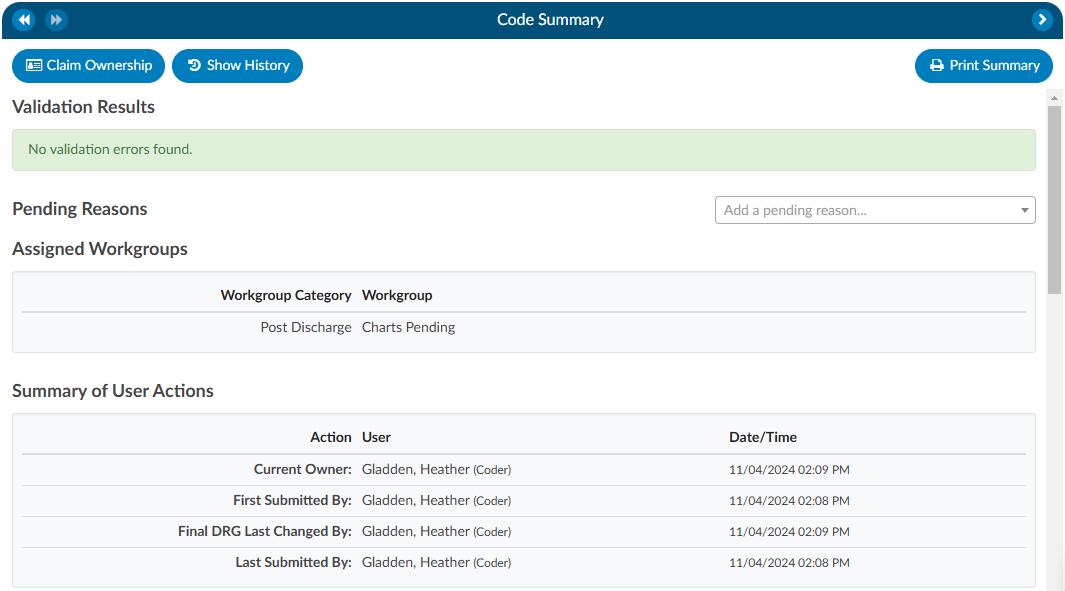 Code Summary
Claim Ownership Show History Print Summary
Validation Results
No validation errors found.
Pending Reasons Add a pending reason...
Assigned Workgroups
Workgroup Category Workgroup
Post Discharge Charts Pending
Summary of User Actions
Action User Date/Time
Current Owner: Gladden, Heather (Coder) 11/04/2024 02:09 PM
First Submitted By: Gladden, Heather (Coder) 11/04/2024 02:08 PM
Final DRG Last Changed By: Gladden, Heather (Coder) 11/04/2024 02:09 PM
Last Submitted By: Gladden, Heather (Coder) 11/04/2024 02:08 PM